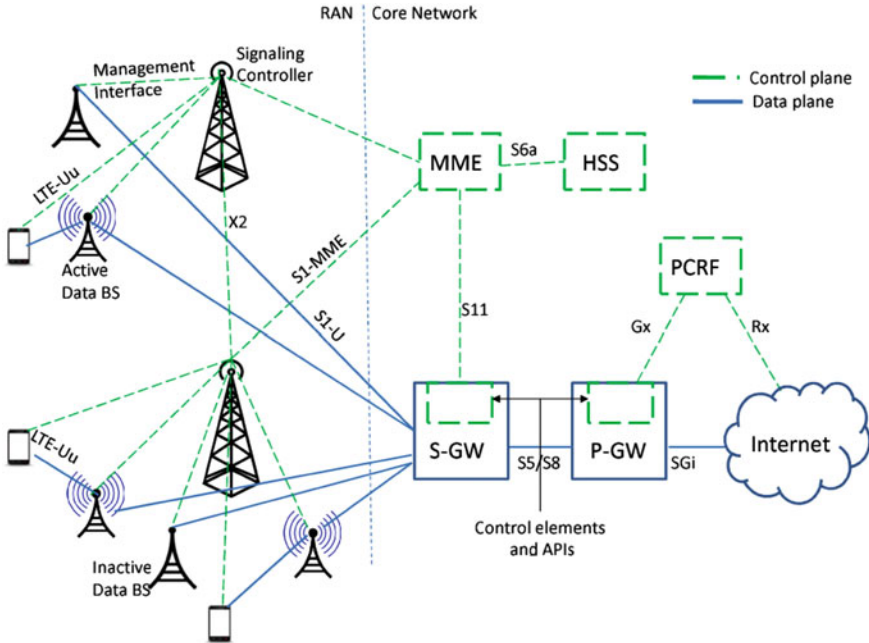 RAN
Core Network
Signaling
Controller
Management
Interface
Control plane
Data plane
MME
S6a
HSS
LTE-Uu
X2
S1-MME
PCRF
Active
Data BS
S11
S1-U
Gx
Rx
LTE-Uu
S-GW
S5/S8
P-GW
SGi
Internet
Control elements
and APIs
Inactive
Data BS